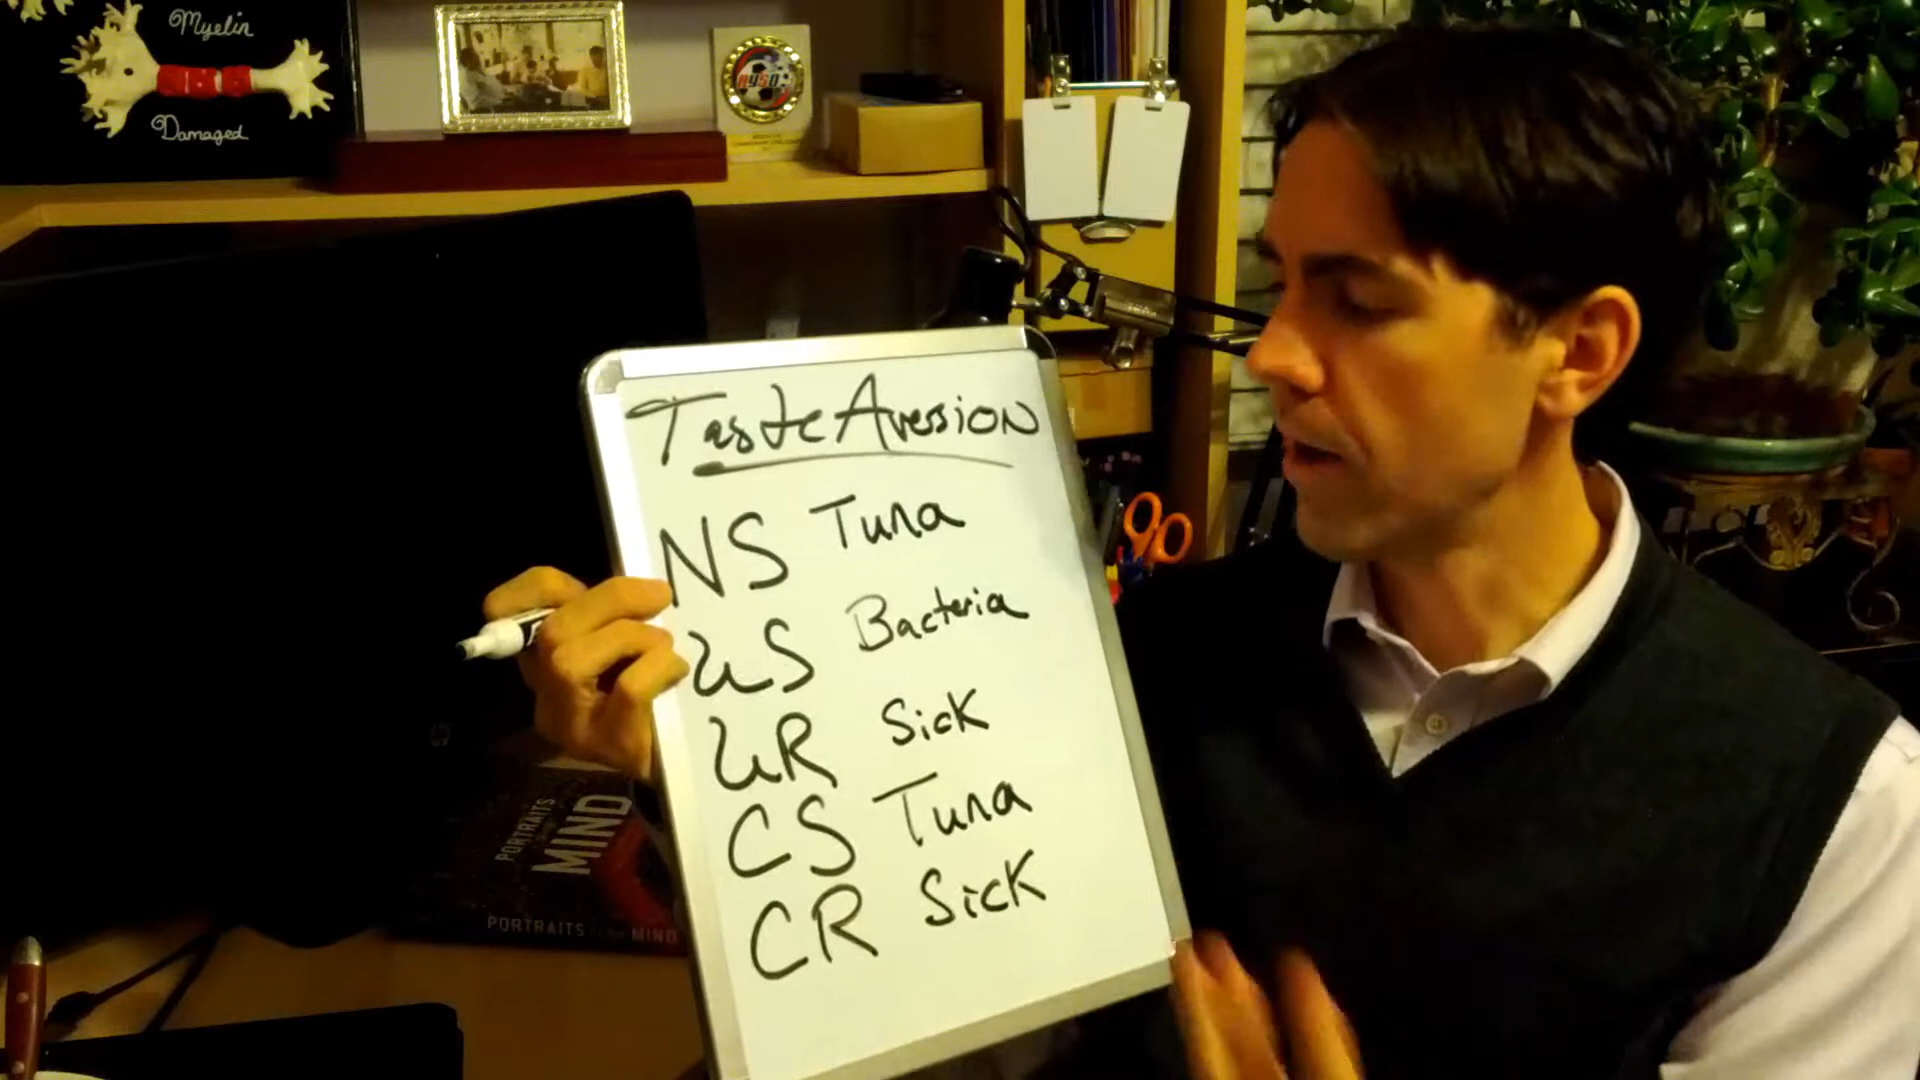 Myelin
Damaged
AYSO
Taste Aversion
NS Tuna
US Bacteria
UR Sick
CS Tuna
CR Sick
PORTRAITS
MIND
PORTRAITS of the MIND